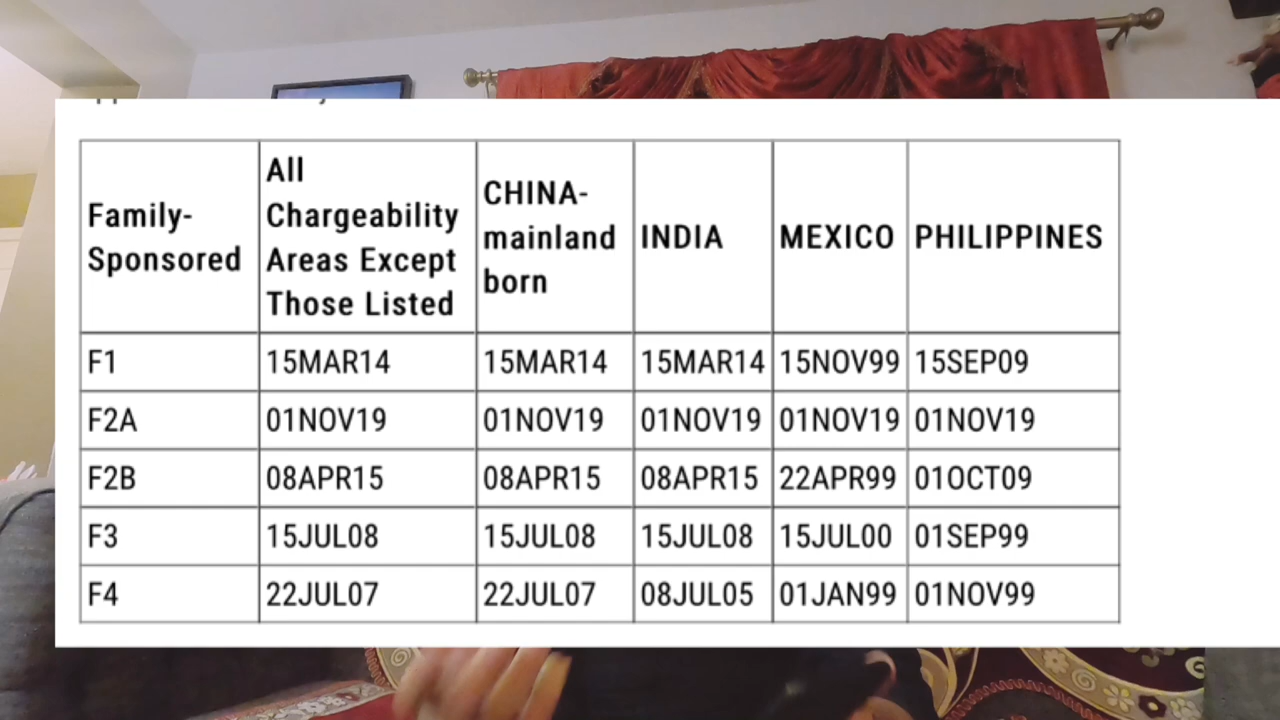 Family-Sponsored	All Chargeability Areas Except Those Listed	CHINA-mainland born	INDIA	MEXICO	PHILIPPINES
F1	15MAR14	15MAR14	15MAR14	15NOV99	15SEP09
F2A	01NOV19	01NOV19	01NOV19	01NOV19	01NOV19
F2B	08APR15	08APR15	08APR15	22APR99	01OCT09
F3	15JUL08	15JUL08	15JUL08	15JUL00	01SEP99
F4	22JUL07	22JUL07	08JUL05	01JAN99	01NOV99